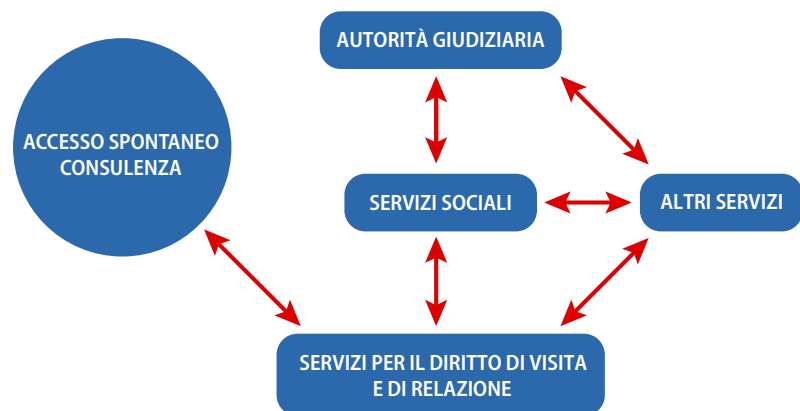 AUTORITÀ GIUDIZIARIA
ACCESSO SPONTANEO
CONSULENZA
SERVIZI SOCIALI
ALTRI SERVIZI
SERVIZI PER IL DIRITTO DI VISITA
E DI RELAZIONE